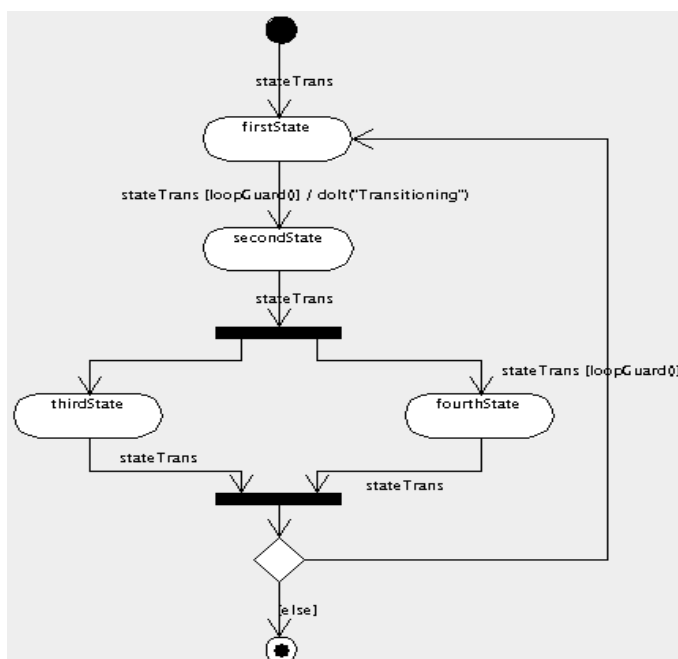 stateTrans
firstState
stateTrans [loopGuard()] / doIt("Transitioning")
secondState
stateTrans
stateTrans [loopGuard()]
thirdState
fourthState
stateTrans
stateTrans
[else]